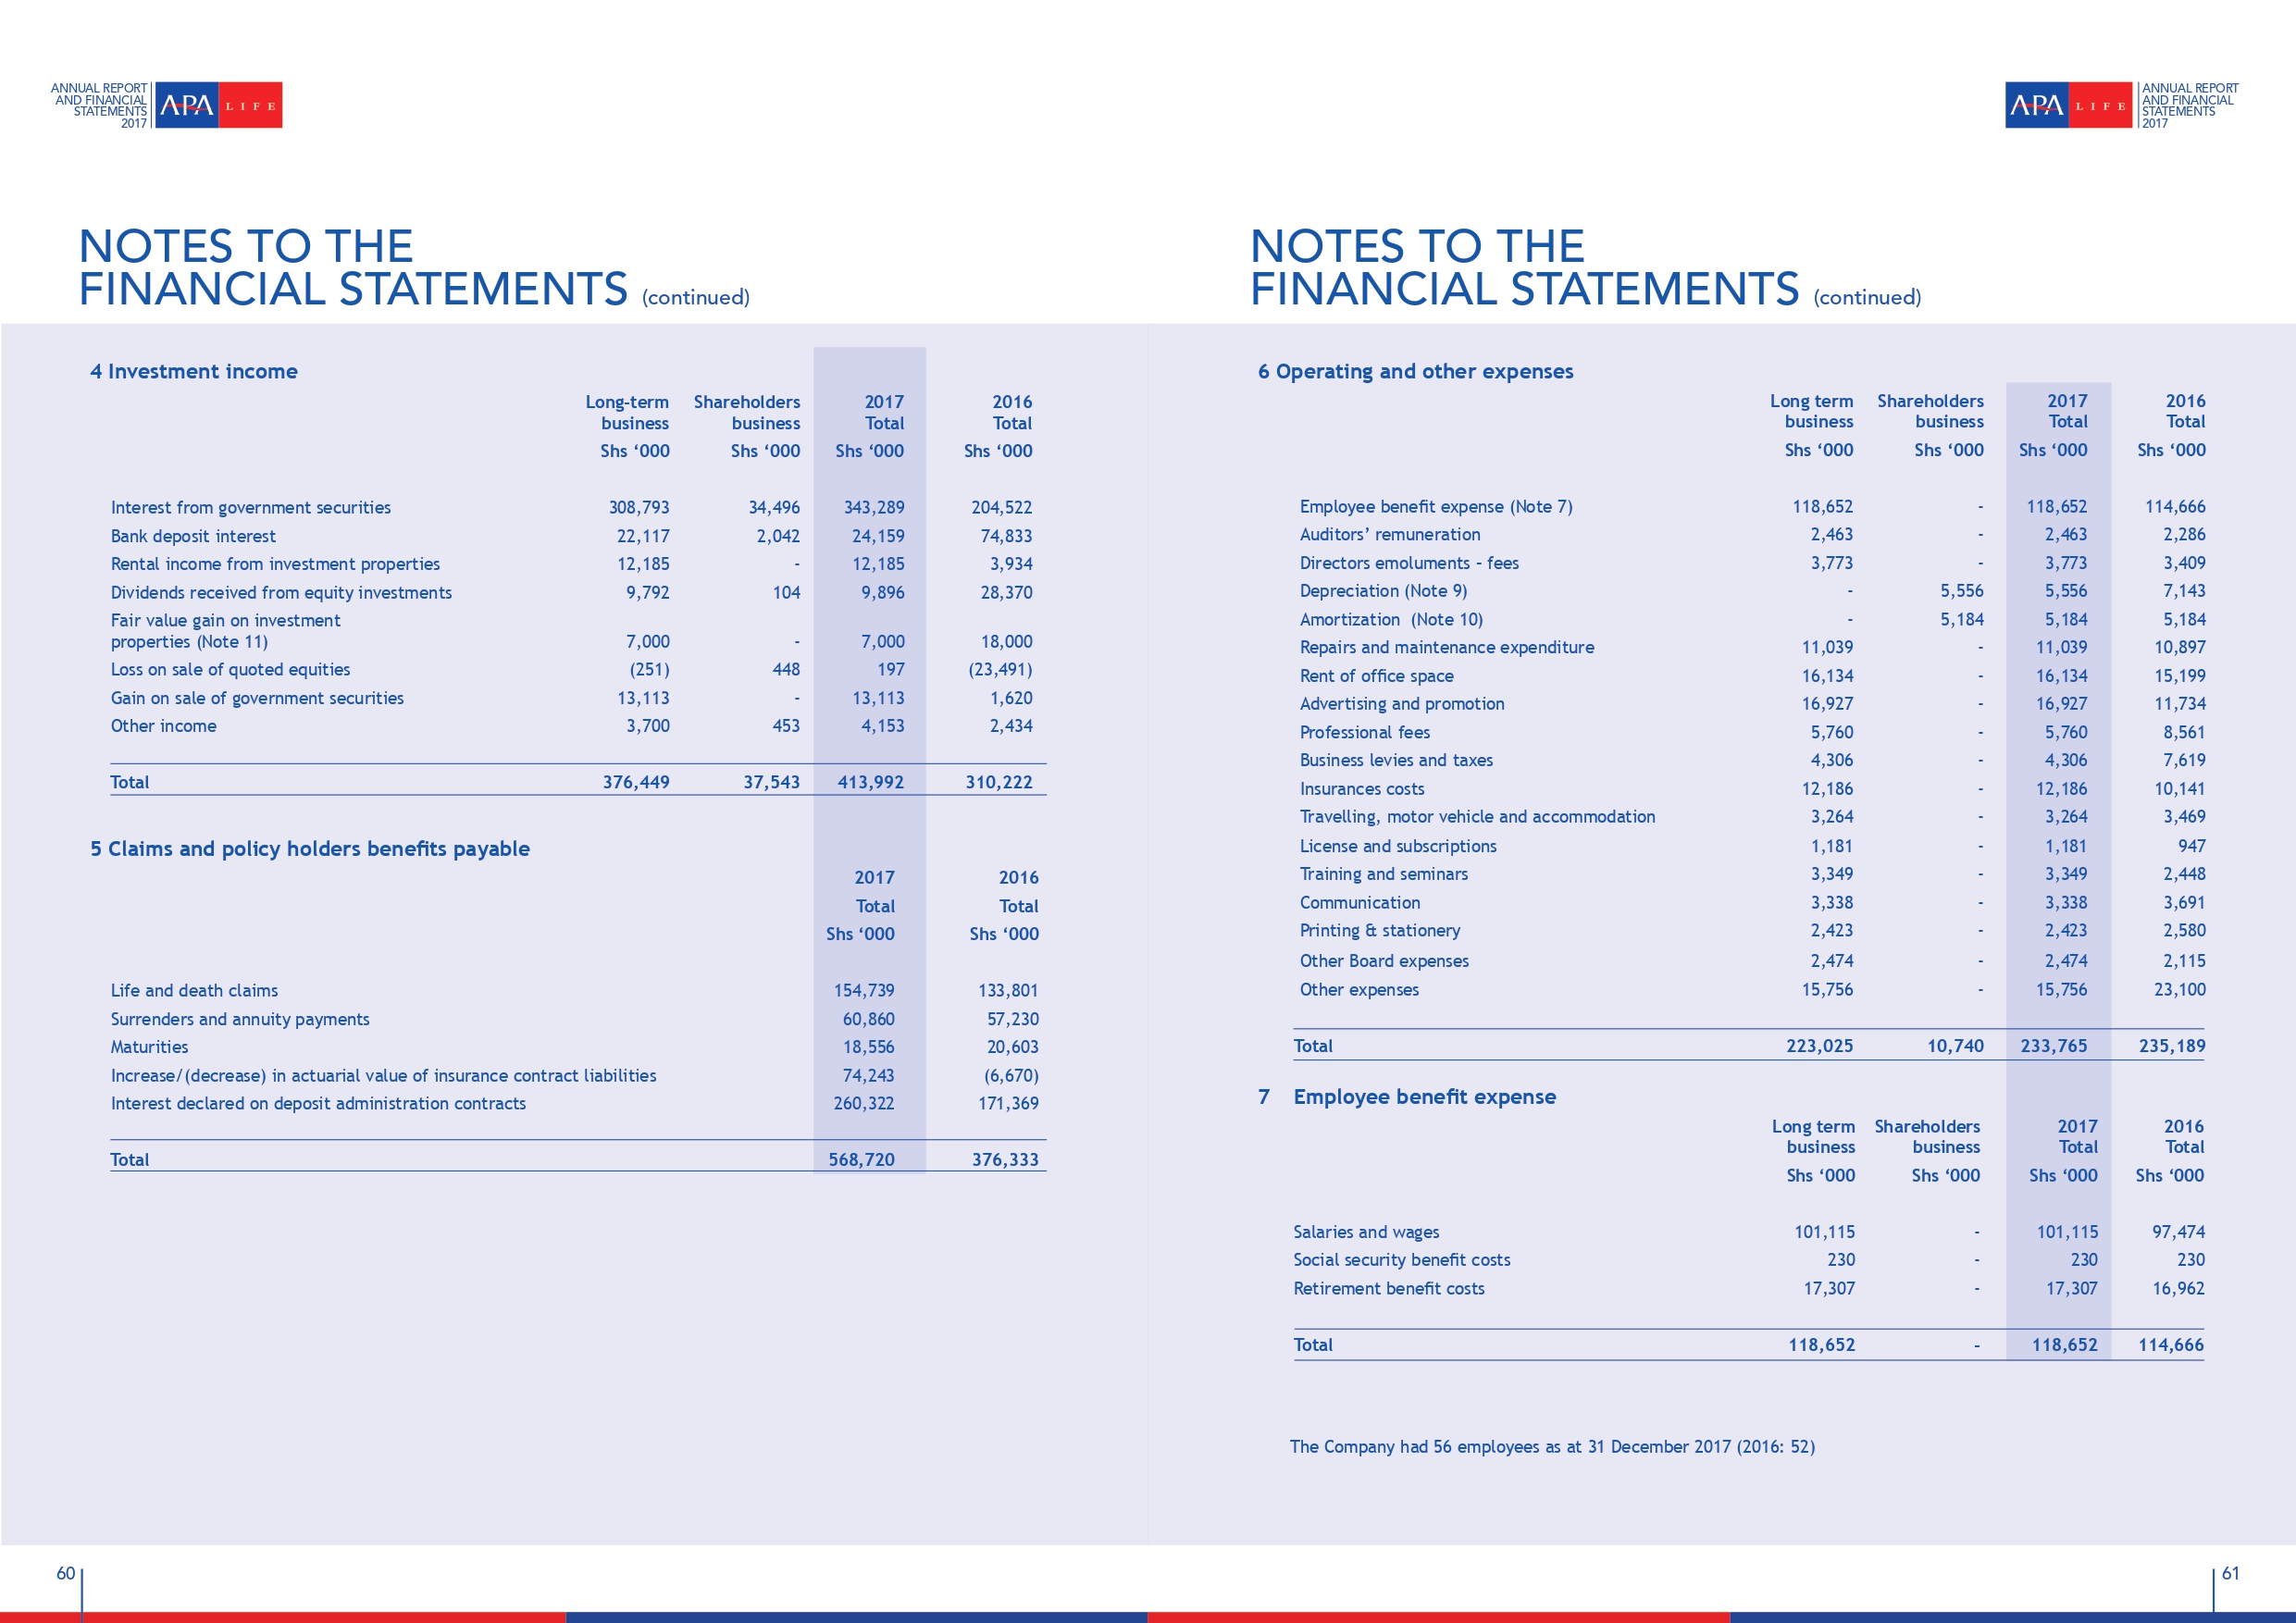 ANNUAL REPORT
AND FINANCIAL
STATEMENTS
2017
APA LIFE
NOTES TO THE
FINANCIAL STATEMENTS (continued)
4 Investment income
Long-term Shareholders 2017 2016
business business Total Total
Shs ‘000 Shs ‘000 Shs ‘000 Shs ‘000
Interest from government securities 308,793 34,496 343,289 204,522
Bank deposit interest 22,117 2,042 24,159 74,833
Rental income from investment properties 12,185 - 12,185 3,934
Dividends received from equity investments 9,792 104 9,896 28,370
Fair value gain on investment
properties (Note 11) 7,000 - 7,000 18,000
Loss on sale of quoted equities (251) 448 197 (23,491)
Gain on sale of government securities 13,113 - 13,113 1,620
Other income 3,700 453 4,153 2,434
Total 376,449 37,543 413,992 310,222
5 Claims and policy holders benefits payable
2017 2016
Total Total
Shs ‘000 Shs ‘000
Life and death claims 154,739 133,801
Surrenders and annuity payments 60,860 57,230
Maturities 18,556 20,603
Increase/(decrease) in actuarial value of insurance contract liabilities 74,243 (6,670)
Interest declared on deposit administration contracts 260,322 171,369
Total 568,720 376,333
60
APA LIFE
ANNUAL REPORT
AND FINANCIAL
STATEMENTS
2017
NOTES TO THE
FINANCIAL STATEMENTS (continued)
6 Operating and other expenses
Long term Shareholders 2017 2016
business business Total Total
Shs ‘000 Shs ‘000 Shs ‘000 Shs ‘000
Employee benefit expense (Note 7) 118,652 - 118,652 114,666
Auditors’ remuneration 2,463 - 2,463 2,286
Directors emoluments - fees 3,773 - 3,773 3,409
Depreciation (Note 9) - 5,556 5,556 7,143
Amortization (Note 10) - 5,184 5,184 5,184
Repairs and maintenance expenditure 11,039 - 11,039 10,897
Rent of office space 16,134 - 16,134 15,199
Advertising and promotion 16,927 - 16,927 11,734
Professional fees 5,760 - 5,760 8,561
Business levies and taxes 4,306 - 4,306 7,619
Insurances costs 12,186 - 12,186 10,141
Travelling, motor vehicle and accommodation 3,264 - 3,264 3,469
License and subscriptions 1,181 - 1,181 947
Training and seminars 3,349 - 3,349 2,448
Communication 3,338 - 3,338 3,691
Printing & stationery 2,423 - 2,423 2,580
Other Board expenses 2,474 - 2,474 2,115
Other expenses 15,756 - 15,756 23,100
Total 223,025 10,740 233,765 235,189
7 Employee benefit expense
Long term Shareholders 2017 2016
business business Total Total
Shs ‘000 Shs ‘000 Shs ‘000 Shs ‘000
Salaries and wages 101,115 - 101,115 97,474
Social security benefit costs 230 - 230 230
Retirement benefit costs 17,307 - 17,307 16,962
Total 118,652 - 118,652 114,666
The Company had 56 employees as at 31 December 2017 (2016: 52)
61